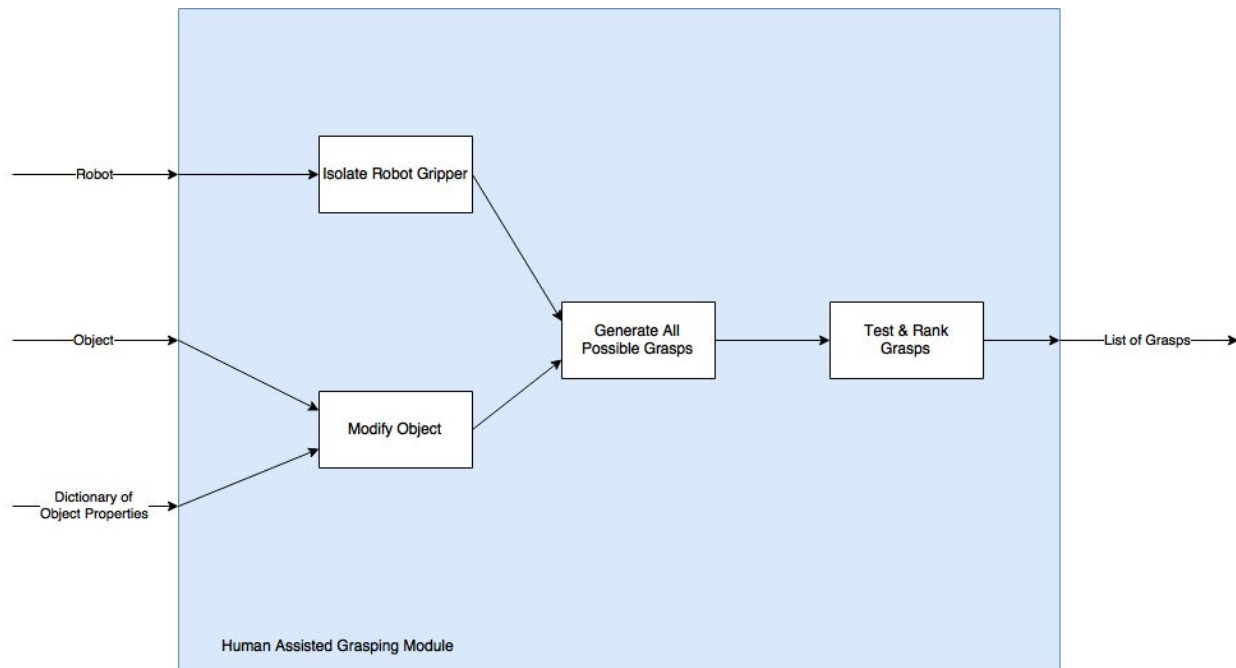 Robot
Isolate Robot Gripper
Object
Generate All
Possible Grasps
Test & Rank
Grasps
List of Grasps
Modify Object
Dictionary of
Object Properties
Human Assisted Grasping Module